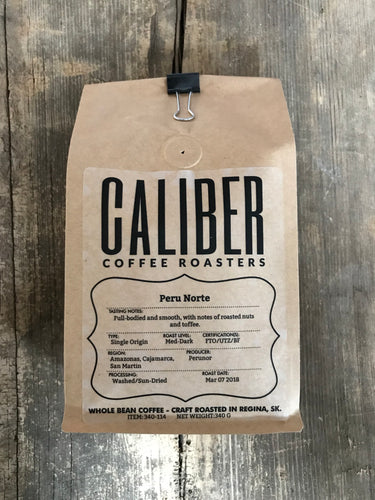 CALIBER
COFFEE ROASTERS
Peru Norte
TASTING NOTES:
Full-bodied and smooth, with notes of roasted nuts
and toffee.
TYPE: ROAST LEVEL: CERTIFICATION(S):
Single Origin Med-Dark FTO/UTZ/BF
REGION: PRODUCER:
Amazonas, Cajamarca, Perunor
San Martin
PROCESSING: ROAST DATE:
Washed/Sun-Dried Mar 07 2018
WHOLE BEAN COFFEE - CRAFT ROASTED IN REGINA, SK.
ITEM:340-114 NET WEIGHT:340 G